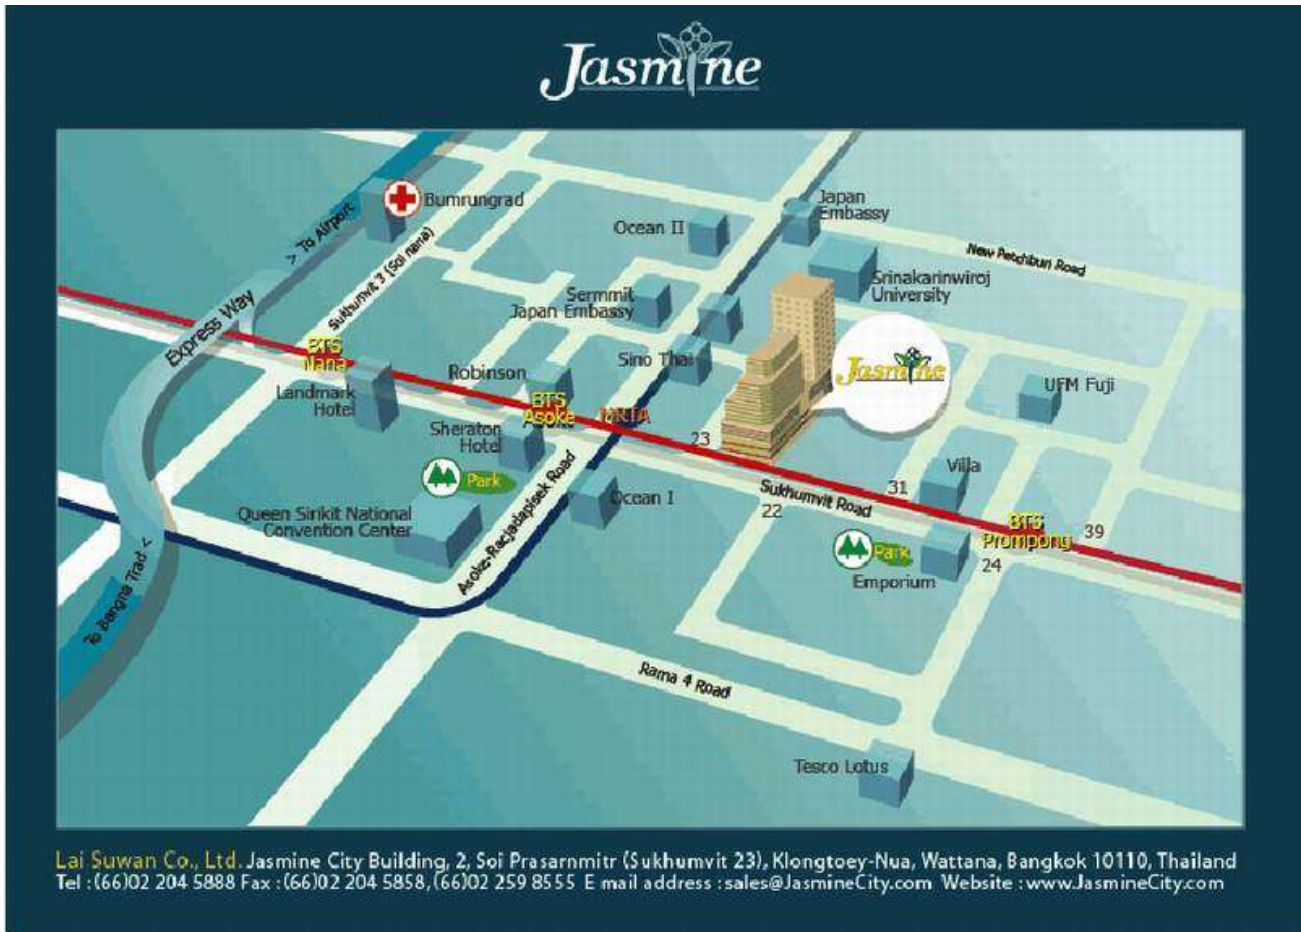 Jasmine
Bumrungrad
> To Airport
Sukhumvit 3 (Soi nana)
Express Way
Ocean II
Japan
Embassy
New Petchburi Road
Srinakarinwiroj
University
Sermmit
Japan Embassy
Sino Thai
Jasmine
UFM Fuji
BTS
Nana
Landmark
Hotel
Robinson
BTS
Asoke
MRTA
Sheraton
Hotel
23
Park
Queen Sirikit National
Convention Center
Asoke-Racjadapisek Road
Ocean I
Sukhumvit Road
22
31
Villa
BTS
Prompong
39
24
Park
Emporium
To Bangna Trad <
Rama 4 Road
Tesco Lotus
Lai Suwan Co., Ltd. Jasmine City Building, 2, Soi Prasarnmitr (Sukhumvit 23), Klongtoey-Nua, Wattana, Bangkok 10110, Thailand
Tel : (66)02 204 5888 Fax : (66)02 204 5858, (66)02 259 8555 E mail address : sales@JasmineCity.com Website : www.JasmineCity.com